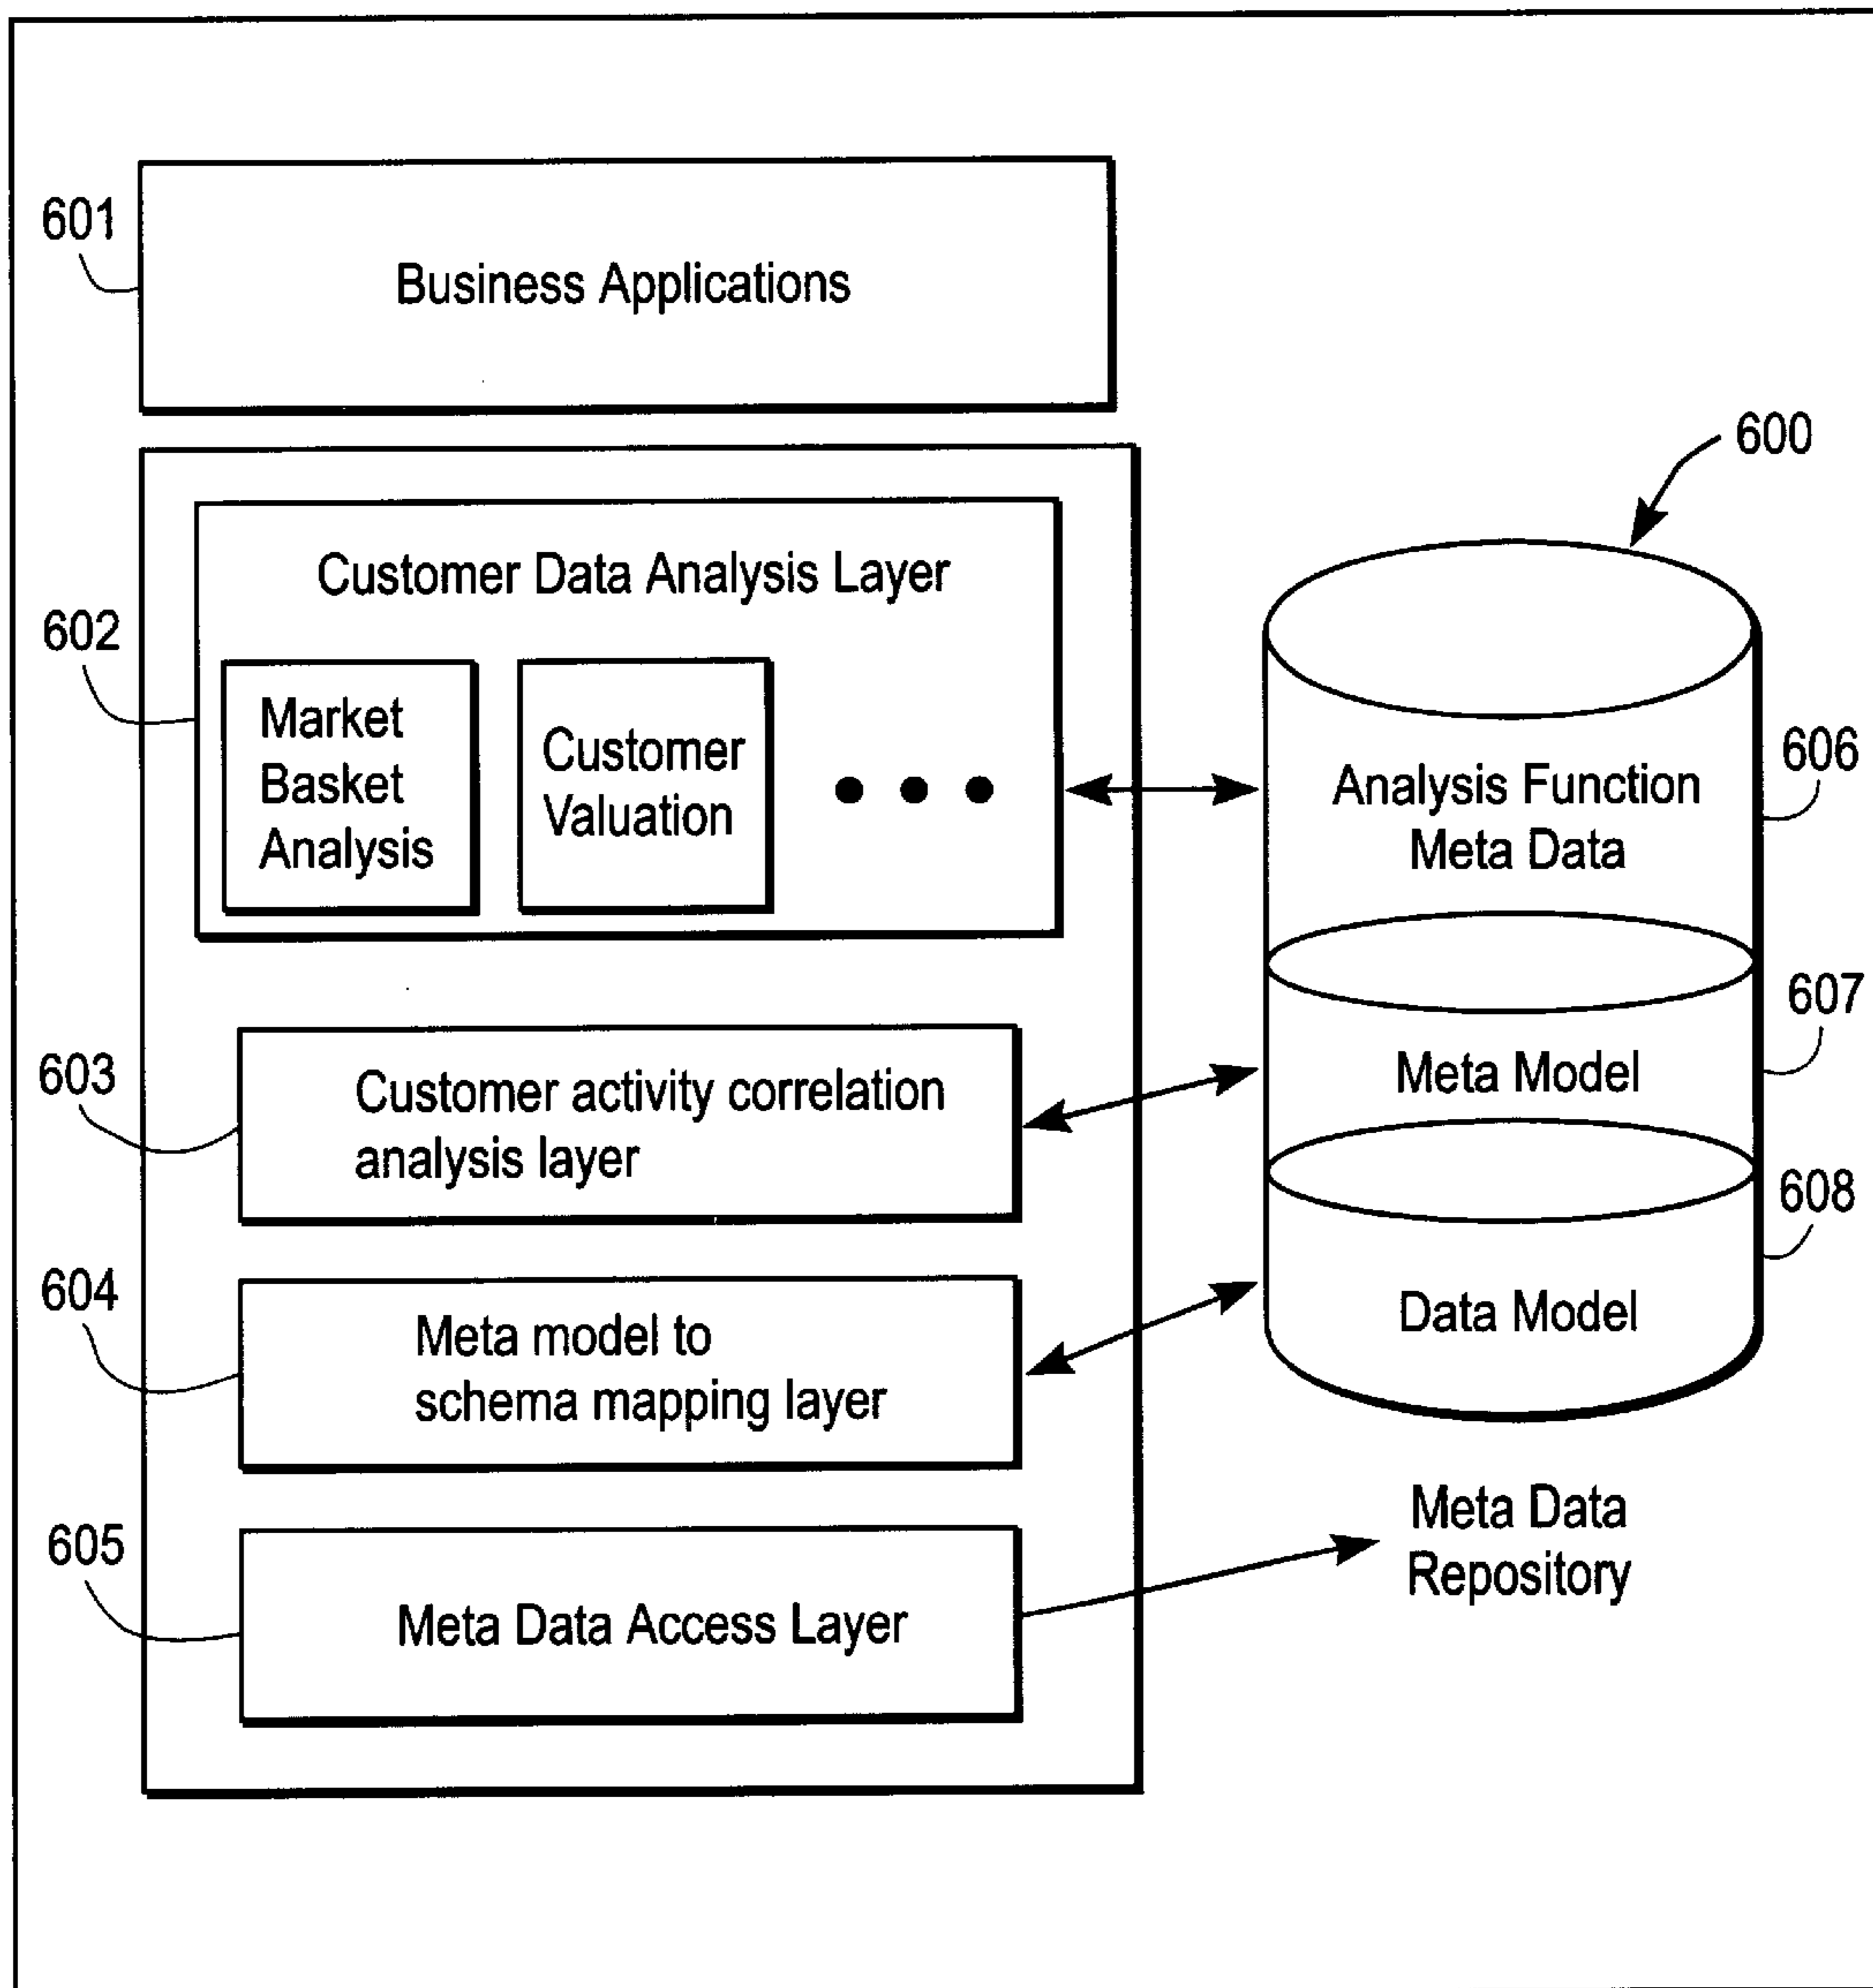 601
Business Applications
600
Customer Data Analysis Layer
602
Market
Basket
Analysis
Customer
Valuation
606
Analysis Function
Meta Data
607
Meta Model
603
Customer activity correlation
analysis layer
608
Data Model
604
Meta model to
schema mapping layer
Meta Data
Repository
605
Meta Data Access Layer